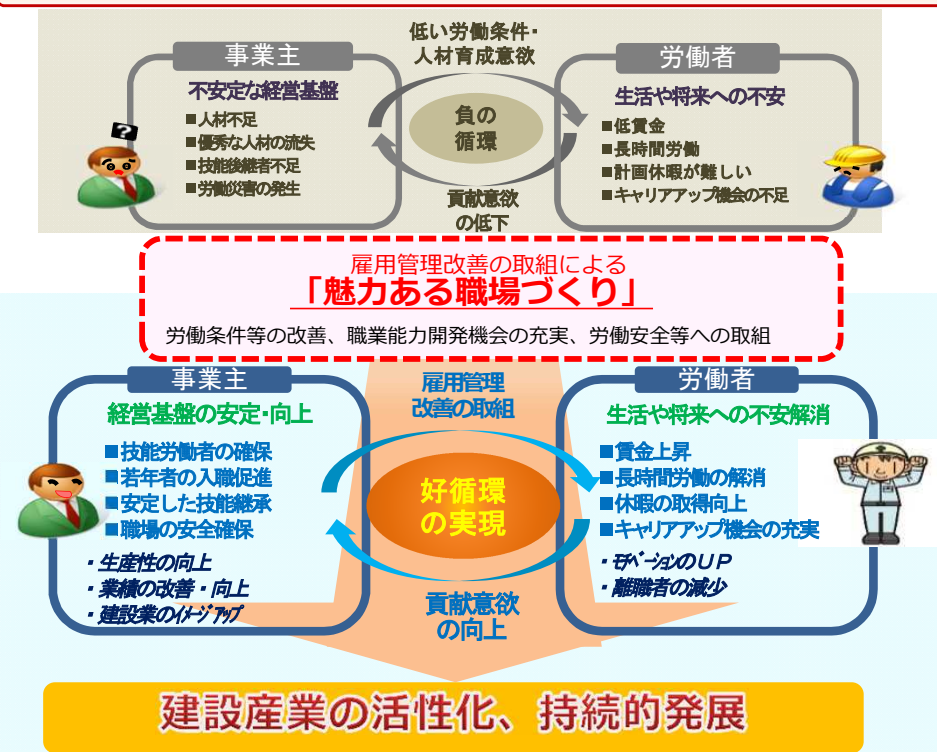 低い労働条件・
人材育成意欲
事業主
不安定な経営基盤
■人材不足
■優秀な人材の流失
■技能後継者不足
■労働災害の発生
?
負の
循環
労働者
生活や将来への不安
■低賃金
■長時間労働
■計画休暇が難しい
■キャリアアップ機会の不足
貢献意欲
の低下
雇用管理改善の取組による
「魅力ある職場づくり」
労働条件等の改善、職業能力開発機会の充実、労働安全等への取組
事業主
経営基盤の安定・向上
■技能労働者の確保
■若年者の入職促進
■安定した技能継承
■職場の安全確保
・生産性の向上
・業績の改善・向上
・建設業のイメージアップ
雇用管理
改善の取組
好循環
の実現
貢献意欲
の向上
労働者
生活や将来への不安解消
■賃金上昇
■長時間労働の解消
■休暇の取得向上
■キャリアアップ機会の充実
・モチベーションのUP
・離職者の減少
建設産業の活性化、持続的発展